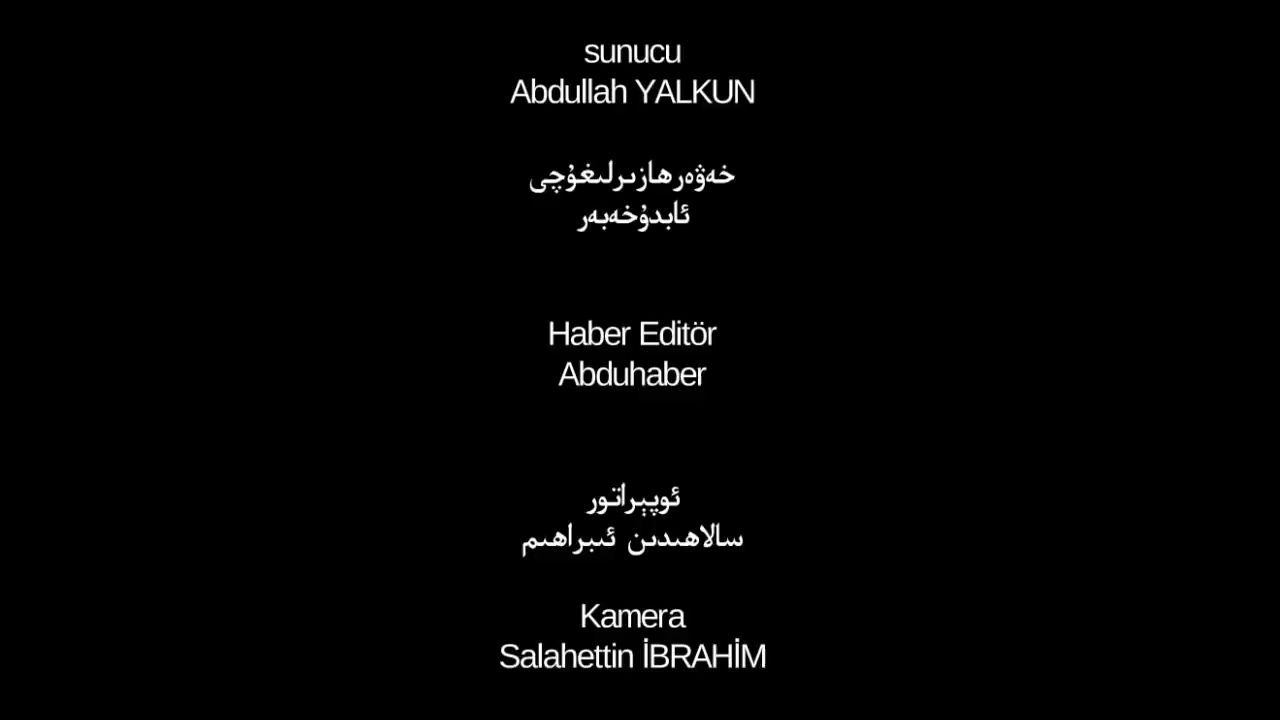 sunucu
Abdullah YALKUN
خەۋەرھازىرلىغۇچى
ئابدۇخەبەر
Haber Editör
Abduhaber
ئوپېراتور
سالاھىدىن ئىبراھىم
Kamera
Salahettin İBRAHİM